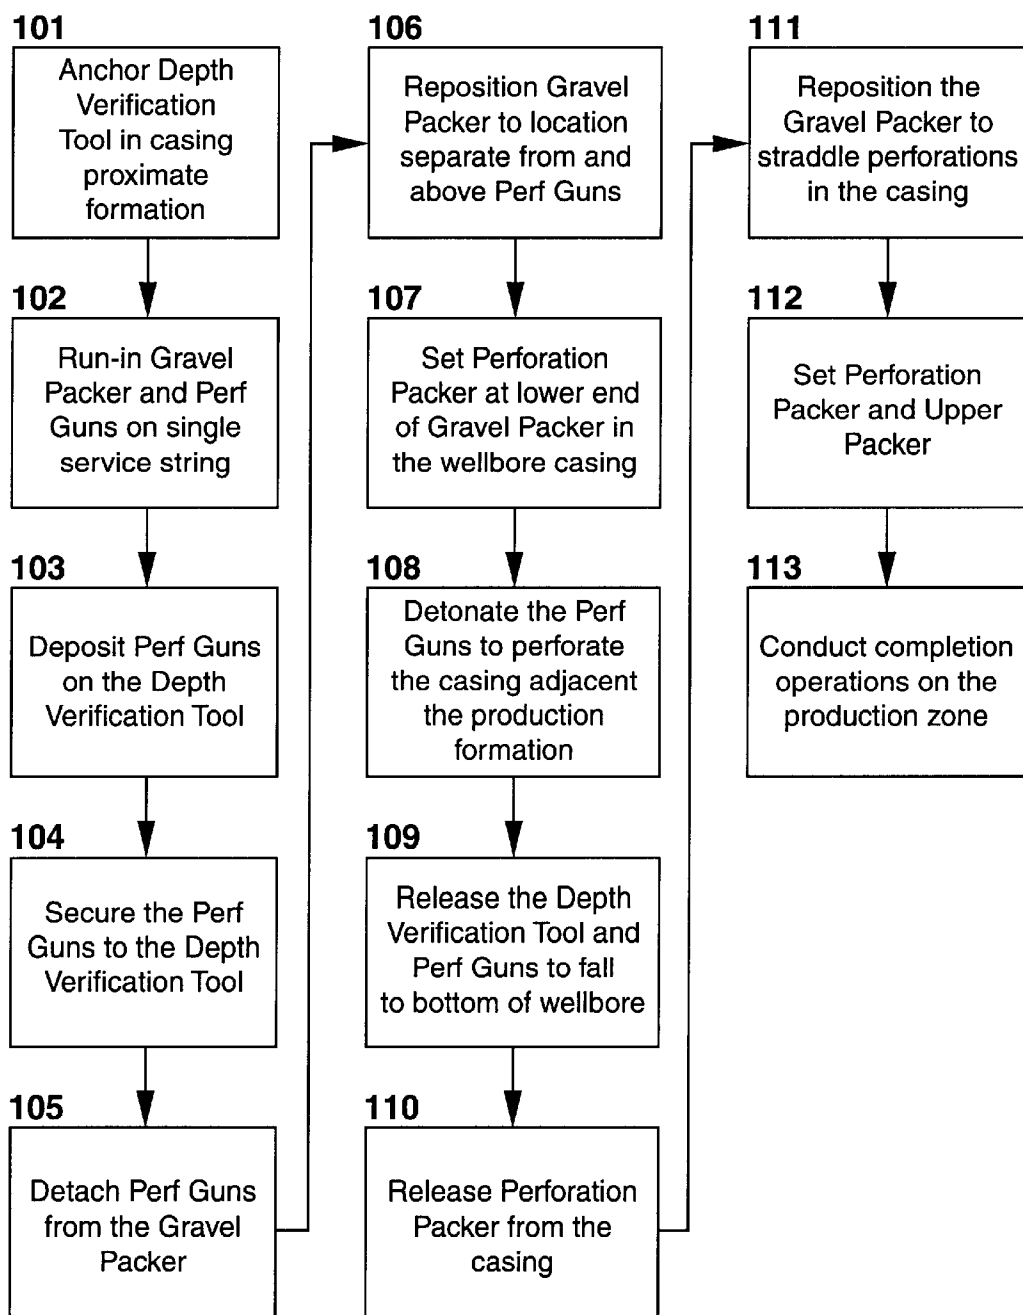 101
Anchor Depth
Verification
Tool in casing
proximate
formation
102
Run-in Gravel
Packer and Perf
Guns on single
service string
103
Deposit Perf Guns
on the Depth
Verification Tool
104
Secure the Perf
Guns to the Depth
Verification Tool
105
Detach Perf Guns
from the Gravel
Packer
106
Reposition Gravel
Packer to location
separate from and
above Perf Guns
107
Set Perforation
Packer at lower end
of Gravel Packer in
the wellbore casing
108
Detonate the Perf
Guns to perforate
the casing adjacent
the production
formation
109
Release the Depth
Verification Tool and
Perf Guns to fall
to bottom of wellbore
110
Release Perforation
Packer from the
casing
111
Reposition the
Gravel Packer to
straddle perforations
in the casing
112
Set Perforation
Packer and Upper
Packer
113
Conduct completion
operations on the
production zone